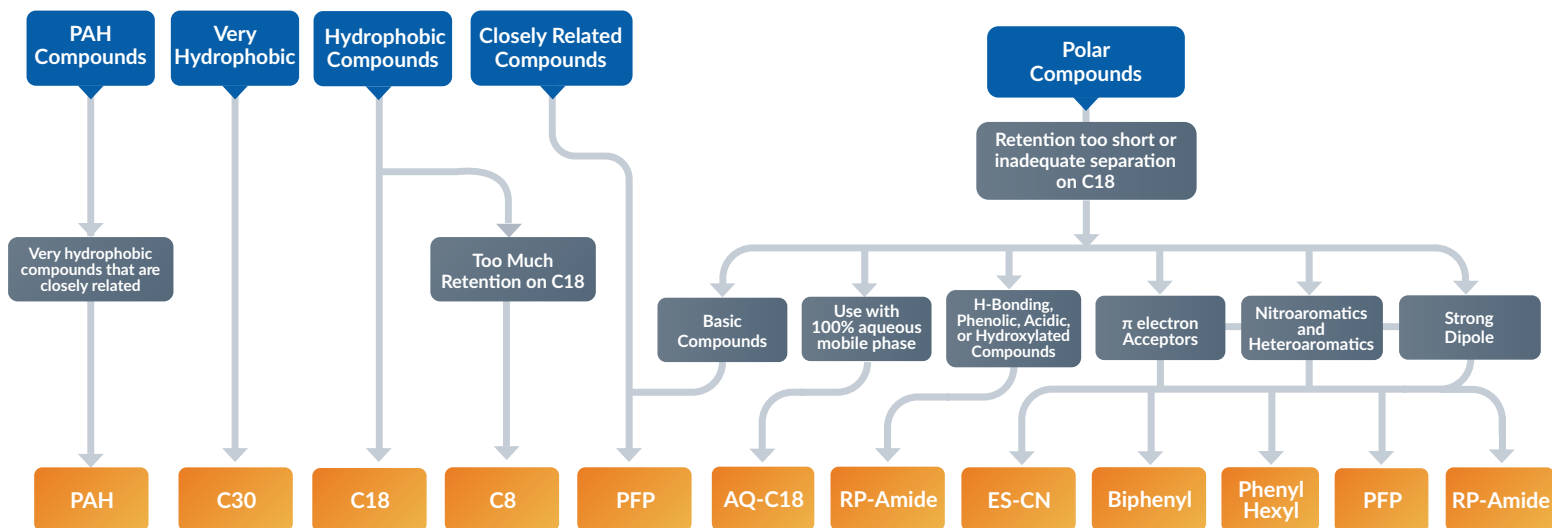 PAH
Compounds
Very
Hydrophobic
Hydrophobic
Compounds
Closely Related
Compounds
Polar
Compounds
Retention too short or
inadequate separation
on C18
Very hydrophobic
compounds that are
closely related
Too Much
Retention on C18
Basic
Compounds
Use with
100% aqueous
mobile phase
H-Bonding,
Phenolic, Acidic,
or Hydroxylated
Compounds
π electron
Acceptors
Nitroaromatics
and
Heteroaromatics
Strong
Dipole
PAH
C30
C18
C8
PFP
AQ-C18
RP-Amide
ES-CN
Biphenyl
Phenyl
Hexyl
PFP
RP-Amide